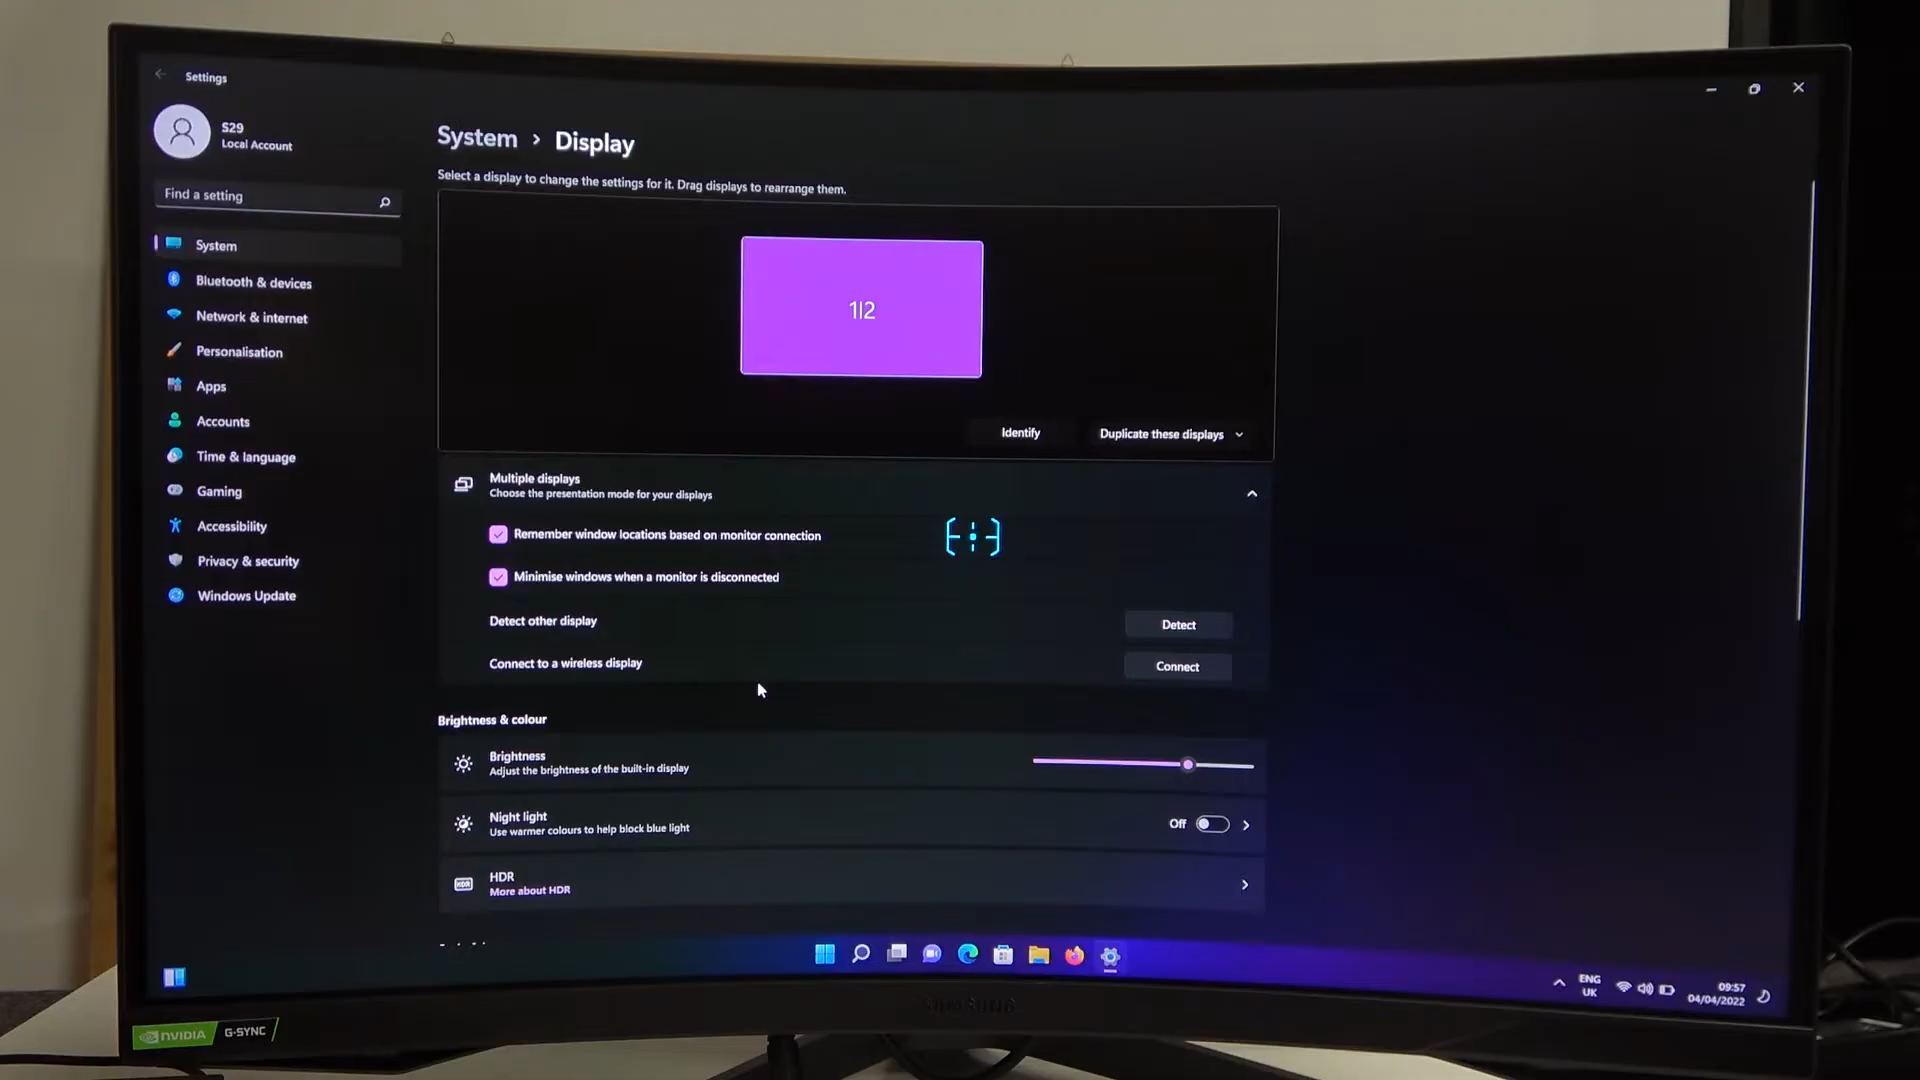 Settings
S29
Local Account
Find a setting
System
Bluetooth & devices
Network & internet
Personalisation
Apps
Accounts
Time & language
Gaming
Accessibility
Privacy & security
Windows Update
System > Display
Select a display to change the settings for it. Drag displays to rearrange them.
1|2
Identify
Duplicate these displays
Multiple displays
Choose the presentation mode for your displays
Remember window locations based on monitor connection
Minimise windows when a monitor is disconnected
Detect other display
Detect
Connect to a wireless display
Connect
Brightness & colour
Brightness
Adjust the brightness of the built-in display
Night light
Use warmer colours to help block blue light
Off
HDR
HDR
More about HDR
ENG
UK
09:57
04/04/2022
SAMSUNG
NVIDIA G-SYNC